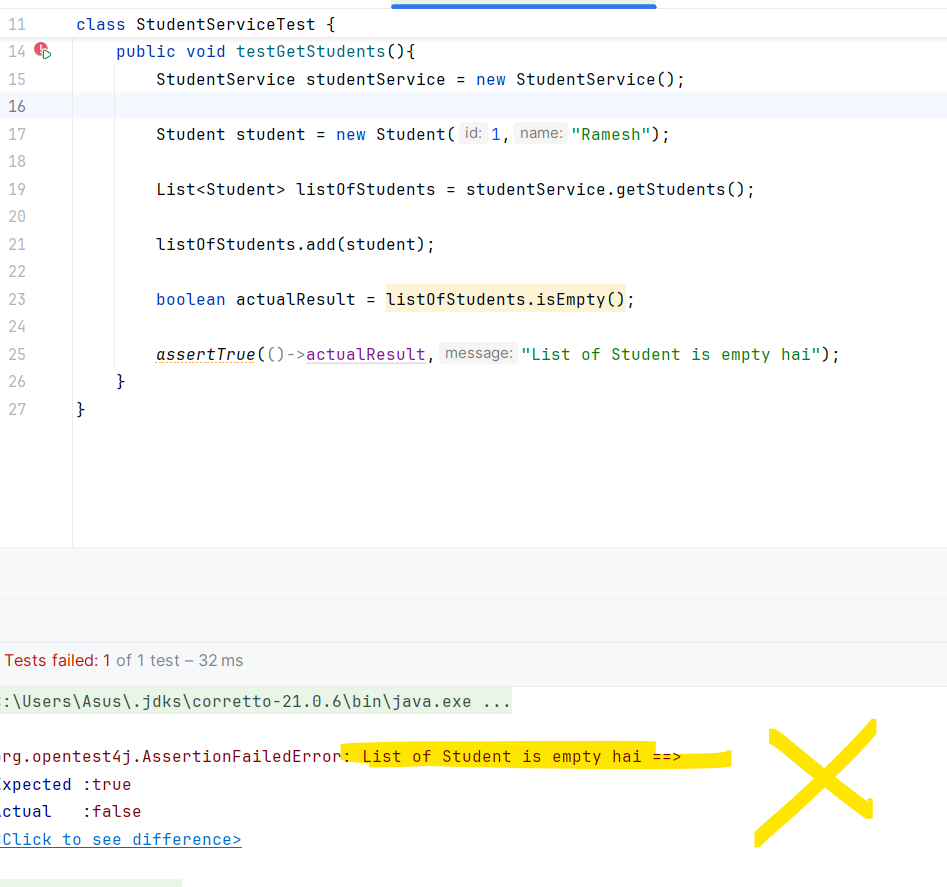 11 class StudentServiceTest {
14 public void testGetStudents(){
15 StudentService studentService = new StudentService();
16
17 Student student = new Student( id: 1, name: "Ramesh");
18
19 List<Student> listOfStudents = studentService.getStudents();
20
21 listOfStudents.add(student);
22
23 boolean actualResult = listOfStudents.isEmpty();
24
25 assertTrue(()->actualResult, message: "List of Student is empty hai");
26 }
27 }
Tests failed: 1 of 1 test – 32 ms
:\Users\Asus\.jdks\corretto-21.0.6\bin\java.exe ...
rg.opentest4j.AssertionFailedError: List of Student is empty hai ==>
xpected :true
ctual :false
Click to see difference>